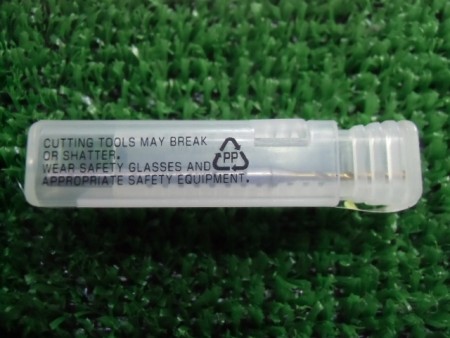 CUTTING TOOLS MAY BREAK
OR SHATTER.
WEAR SAFETY GLASSES AND
APPROPRIATE SAFETY EQUIPMENT.
PP